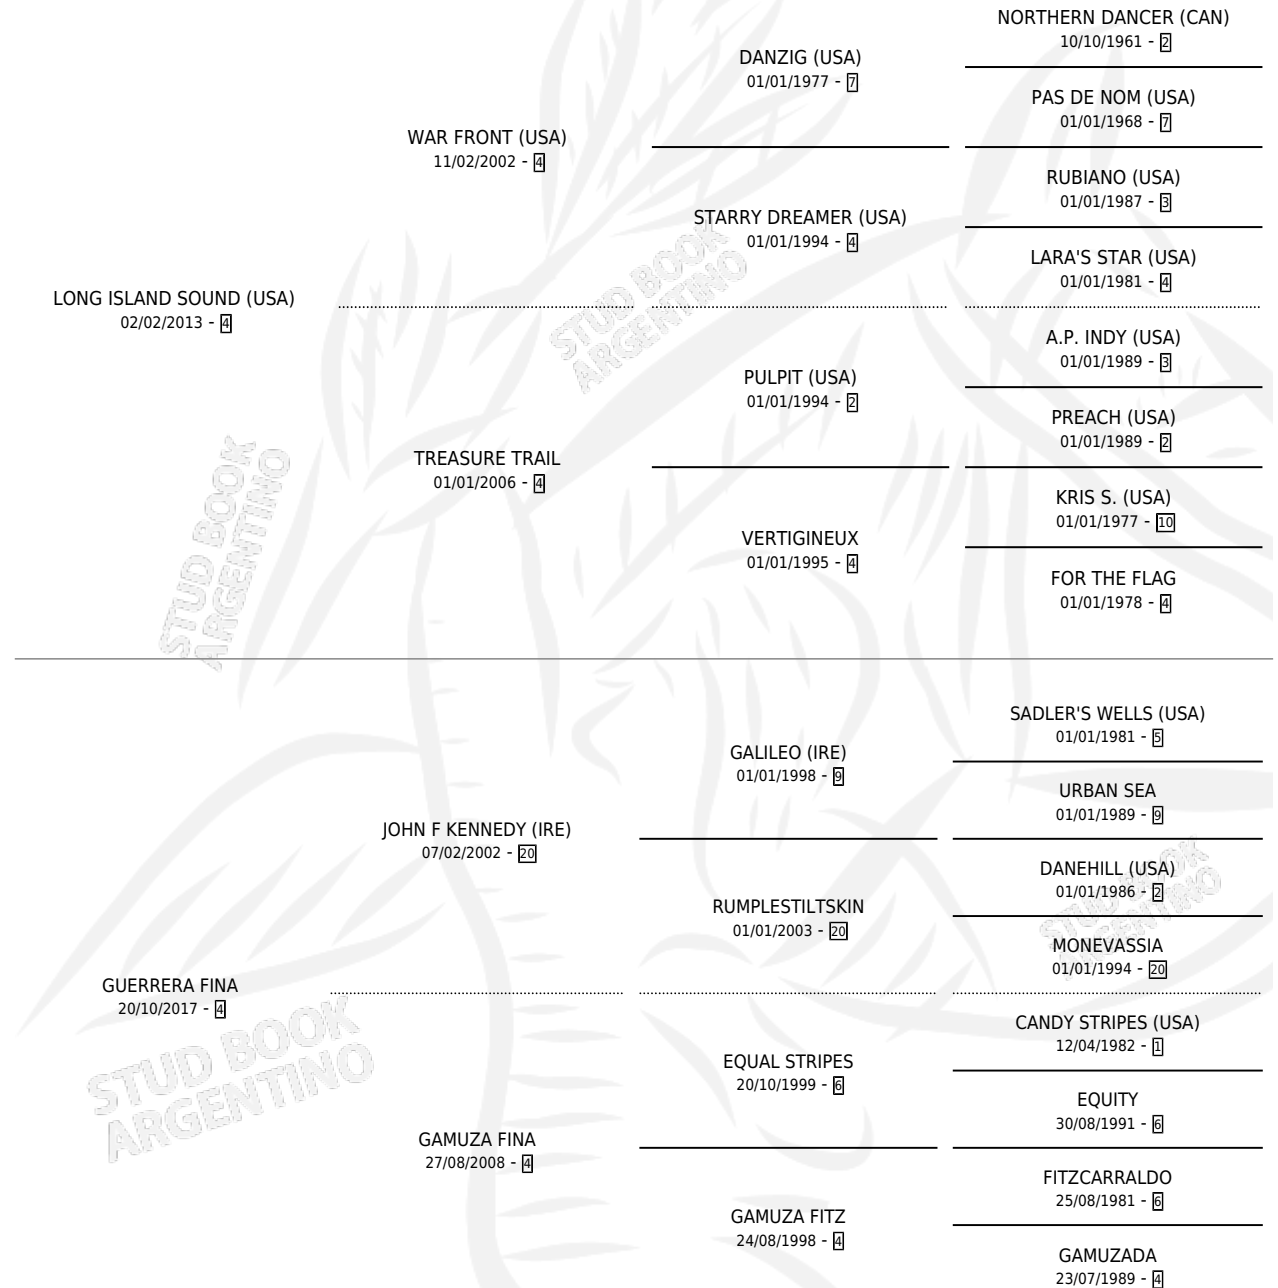 NORTHERN DANCER (CAN)
10/10/1961 - 2
DANZIG (USA)
01/01/1977 - 7
PAS DE NOM (USA)
01/01/1968 - 7
WAR FRONT (USA)
11/02/2002 - 4
RUBIANO (USA)
01/01/1987 - 3
STARRY DREAMER (USA)
01/01/1994 - 4
LARA'S STAR (USA)
01/01/1981 - 4
LONG ISLAND SOUND (USA)
02/02/2013 - 4
A.P. INDY (USA)
01/01/1989 - 3
PULPIT (USA)
01/01/1994 - 2
PREACH (USA)
01/01/1989 - 2
TREASURE TRAIL
01/01/2006 - 4
KRIS S. (USA)
01/01/1977 - 10
VERTIGINEUX
01/01/1995 - 4
FOR THE FLAG
01/01/1978 - 4
STUD BOOK
ARGENTINO
STUD BOOK
ARGENTINO
SADLER'S WELLS (USA)
01/01/1981 - 5
GALILEO (IRE)
01/01/1998 - 9
URBAN SEA
01/01/1989 - 9
JOHN F KENNEDY (IRE)
07/02/2002 - 20
DANEHILL (USA)
01/01/1986 - 2
RUMPLESTILTSKIN
01/01/2003 - 20
MONEVASSIA
01/01/1994 - 20
STUD BOOK
ARGENTINO
GUERRERA FINA
20/10/2017 - 4
CANDY STRIPES (USA)
12/04/1982 - 1
EQUAL STRIPES
20/10/1999 - 6
EQUITY
30/08/1991 - 6
GAMUZA FINA
27/08/2008 - 4
FITZCARRALDO
25/08/1981 - 6
GAMUZA FITZ
24/08/1998 - 4
GAMUZADA
23/07/1989 - 4
STUD BOOK
ARGENTINO